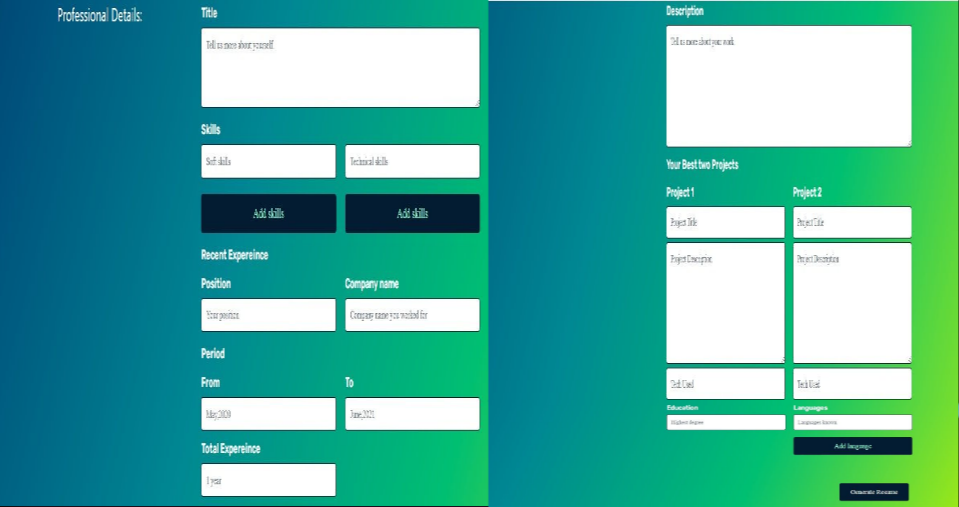 Professional Details:
Title
Tell us more about yourself
Skills
Soft skills
Technical skills
Add skills
Add skills
Recent Expereince
Position
Company name
Your position
Company name you worked for
Period
From
To
May,2020
June,2021
Total Expereince
1 year
Description
Tell us more about your work
Your Best two Projects
Project 1
Project 2
Project Title
Project Title
Project Description
Project Description
Tech Used
Tech Used
Education
Languages
Highest degree
Languages known
Add language
Generate Resume